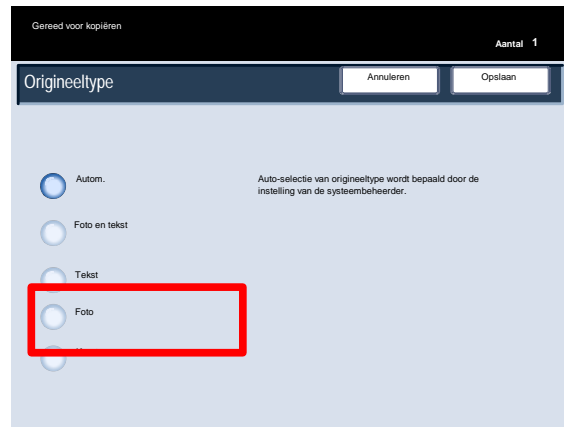 Gereed voor kopiëren
Aantal 1
Origineeltype
Annuleren
Opslaan
Autom.
Auto-selectie van origineeltype wordt bepaald door de
instelling van de systeembeheerder.
Foto en tekst
Tekst
Foto